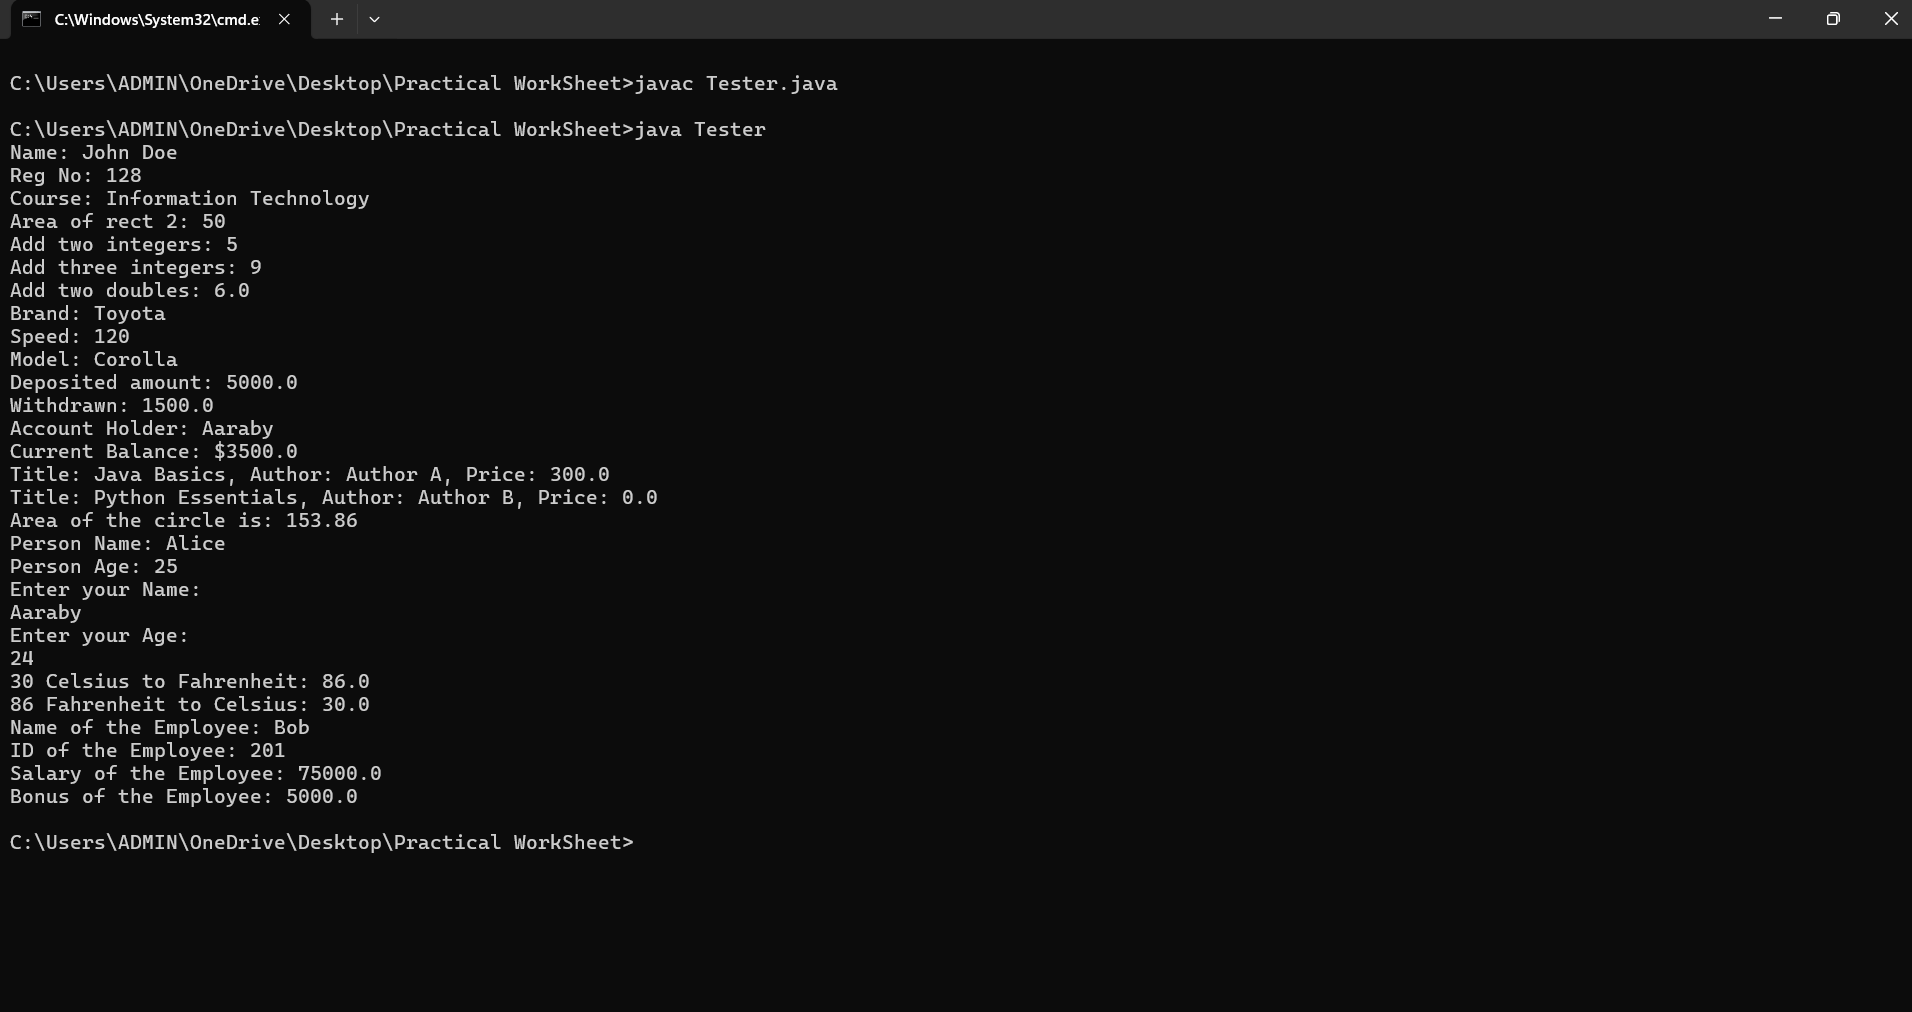 C:\Windows\System32\cmd.e
C:\Users\ADMIN\OneDrive\Desktop\Practical WorkSheet>javac Tester.java
C:\Users\ADMIN\OneDrive\Desktop\Practical WorkSheet>java Tester
Name: John Doe
Reg No: 128
Course: Information Technology
Area of rect 2: 50
Add two integers: 5
Add three integers: 9
Add two doubles: 6.0
Brand: Toyota
Speed: 120
Model: Corolla
Deposited amount: 5000.0
Withdrawn: 1500.0
Account Holder: Aaraby
Current Balance: $3500.0
Title: Java Basics, Author: Author A, Price: 300.0
Title: Python Essentials, Author: Author B, Price: 0.0
Area of the circle is: 153.86
Person Name: Alice
Person Age: 25
Enter your Name:
Aaraby
Enter your Age:
24
30 Celsius to Fahrenheit: 86.0
86 Fahrenheit to Celsius: 30.0
Name of the Employee: Bob
ID of the Employee: 201
Salary of the Employee: 75000.0
Bonus of the Employee: 5000.0
C:\Users\ADMIN\OneDrive\Desktop\Practical WorkSheet>